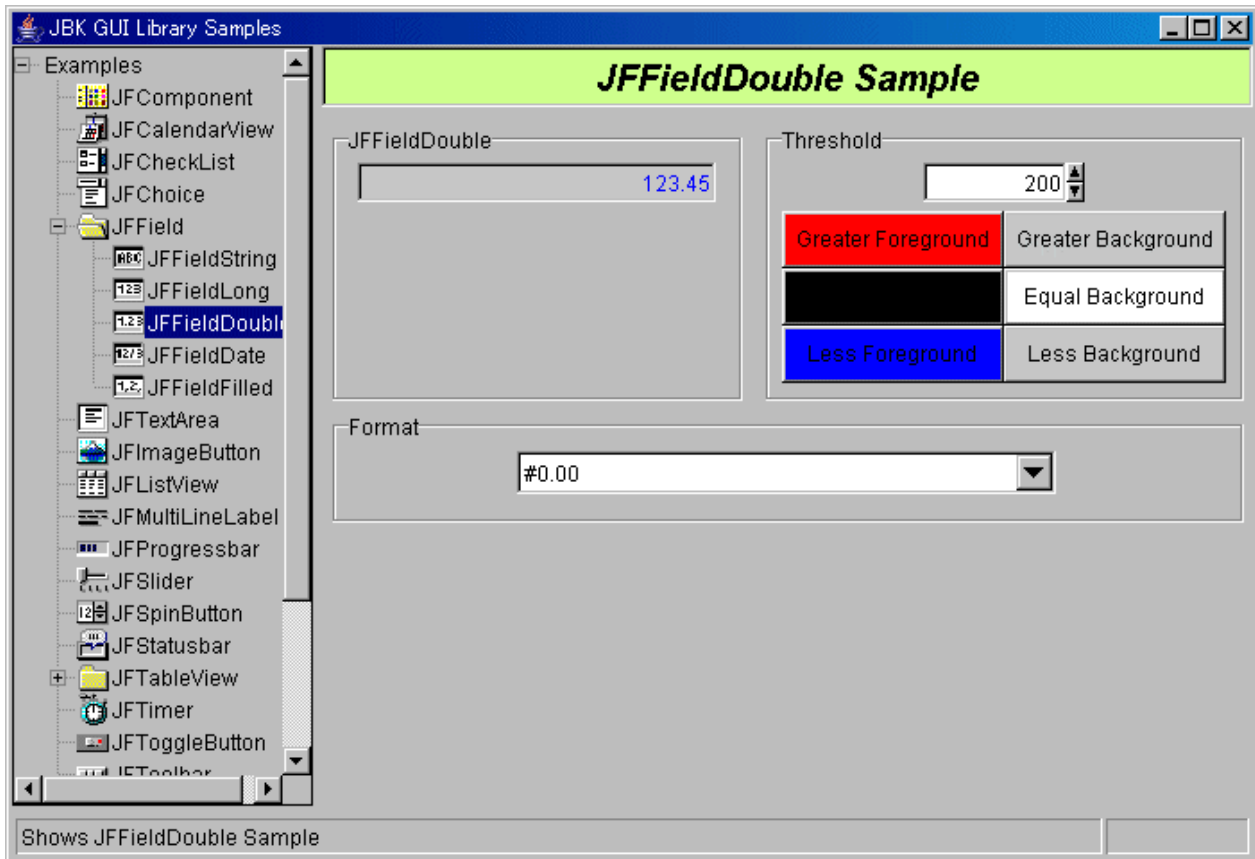 JBK GUI Library Samples
Examples
JFComponent
JFCalendarView
JFCheckList
JFChoice
JFField
JFFieldString
JFFieldLong
JFFieldDouble
JFFieldDate
JFFieldFilled
JFTextArea
JFImageButton
JFListView
JFMultiLineLabel
JFProgressbar
JFSlider
JFSpinButton
JFStatusbar
JFTableView
JFTimer
JFToggleButton
JFToolbar
JFFieldDouble Sample
JFFieldDouble
123.45
Threshold
200
Greater Foreground Greater Background
Equal Background
Less Foreground Less Background
Format
#0.00
Shows JFFieldDouble Sample